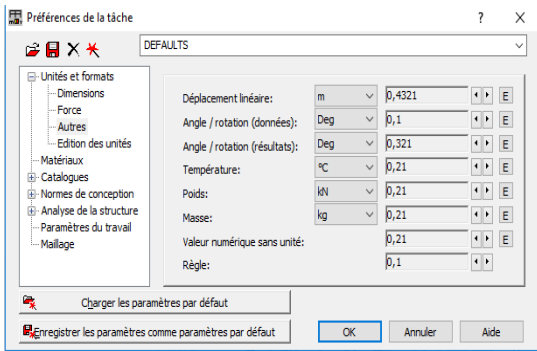 Préférences de la tâche ? X
DEFAULTS
Unités et formats
Dimensions
Force
Autres
Edition des unités
Matériaux
Catalogues
Normes de conception
Analyse de la structure
Paramètres du travail
Maillage
Déplacement linéaire: m 0,4321 E
Angle / rotation (données): Deg 0,1 E
Angle / rotation (résultats): Deg 0,321 E
Température: ºC 0,21 E
Poids: kN 0,21 E
Masse: kg 0,21 E
Valeur numérique sans unité: 0,21 E
Règle: 0,1
Charger les paramètres par défaut
Enregistrer les paramètres comme paramètres par défaut
OK Annuler Aide